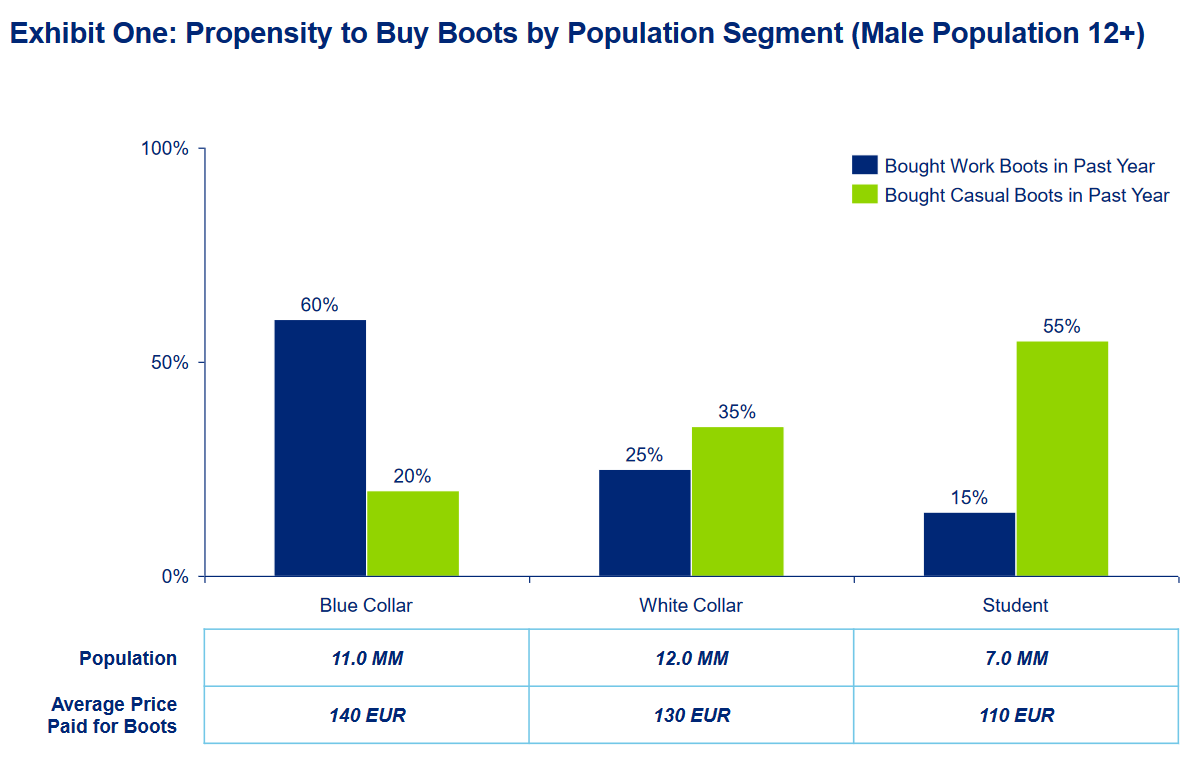 Exhibit One: Propensity to Buy Boots by Population Segment (Male Population 12+)
100%
Bought Work Boots in Past Year
Bought Casual Boots in Past Year
60%
55%
50%
35%
25%
20%
15%
0%
Blue Collar White Collar Student
Population 11.0 MM 12.0 MM 7.0 MM
Average Price
Paid for Boots 140 EUR 130 EUR 110 EUR